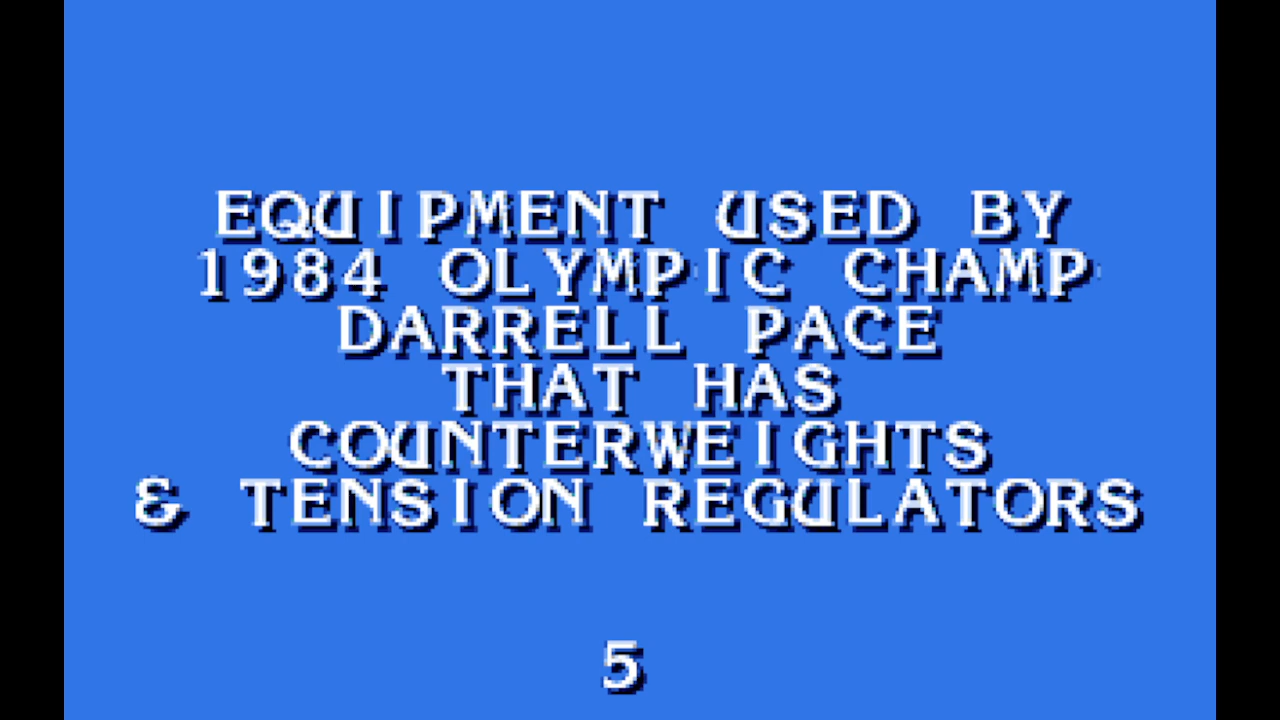 EQUIPMENT USED BY
1984 OLYMPIC CHAMP
DARRELL PACE
THAT HAS
COUNTERWEIGHTS
& TENSION REGULATORS
5